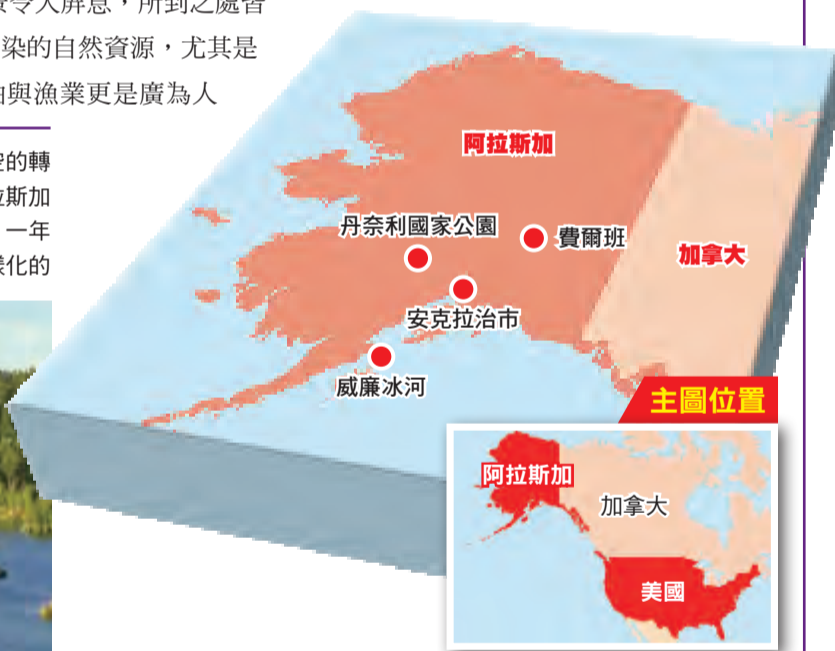 景令人屏息，所到之處皆
染的自然資源，尤其是
油與漁業更是廣為人
空的轉
拉斯加
一年
樣化的
阿拉斯加
丹奈利國家公園
費爾班
加拿大
安克拉治市
威廉冰河
主圖位置
阿拉斯加
加拿大
美國